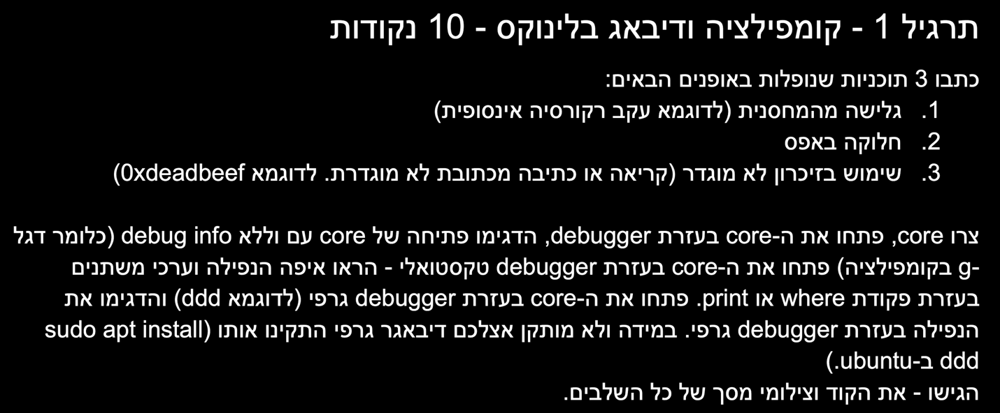 תרגיל 1 - קומפילציה ודיבאג בלינוקס - 10 נקודות
כתבו 3 תוכניות שנופלות באופנים הבאים:
1. גלישה מהמחסנית (לדוגמא עקב רקורסיה אינסופית)
2. חלוקה באפס
3. שימוש בזיכרון לא מוגדר (קריאה או כתיבה מכתובת לא מוגדרת. לדוגמא 0xdeadbeef)
צרו core, פתחו את ה-core בעזרת debugger, הדגימו פתיחה של core עם וללא debug info (כלומר דגל
-g בקומפילציה) פתחו את ה-core בעזרת debugger טקסטואלי - הראו איפה הנפילה וערכי משתנים
בעזרת פקודת where או print. פתחו את ה-core בעזרת debugger גרפי (לדוגמא ddd) והדגימו את
הנפילה בעזרת debugger גרפי. במידה ולא מותקן אצלכם דיבאגר גרפי התקינו אותו (sudo apt install
ddd ב-ubuntu.)
הגישו - את הקוד וצילומי מסך של כל השלבים.